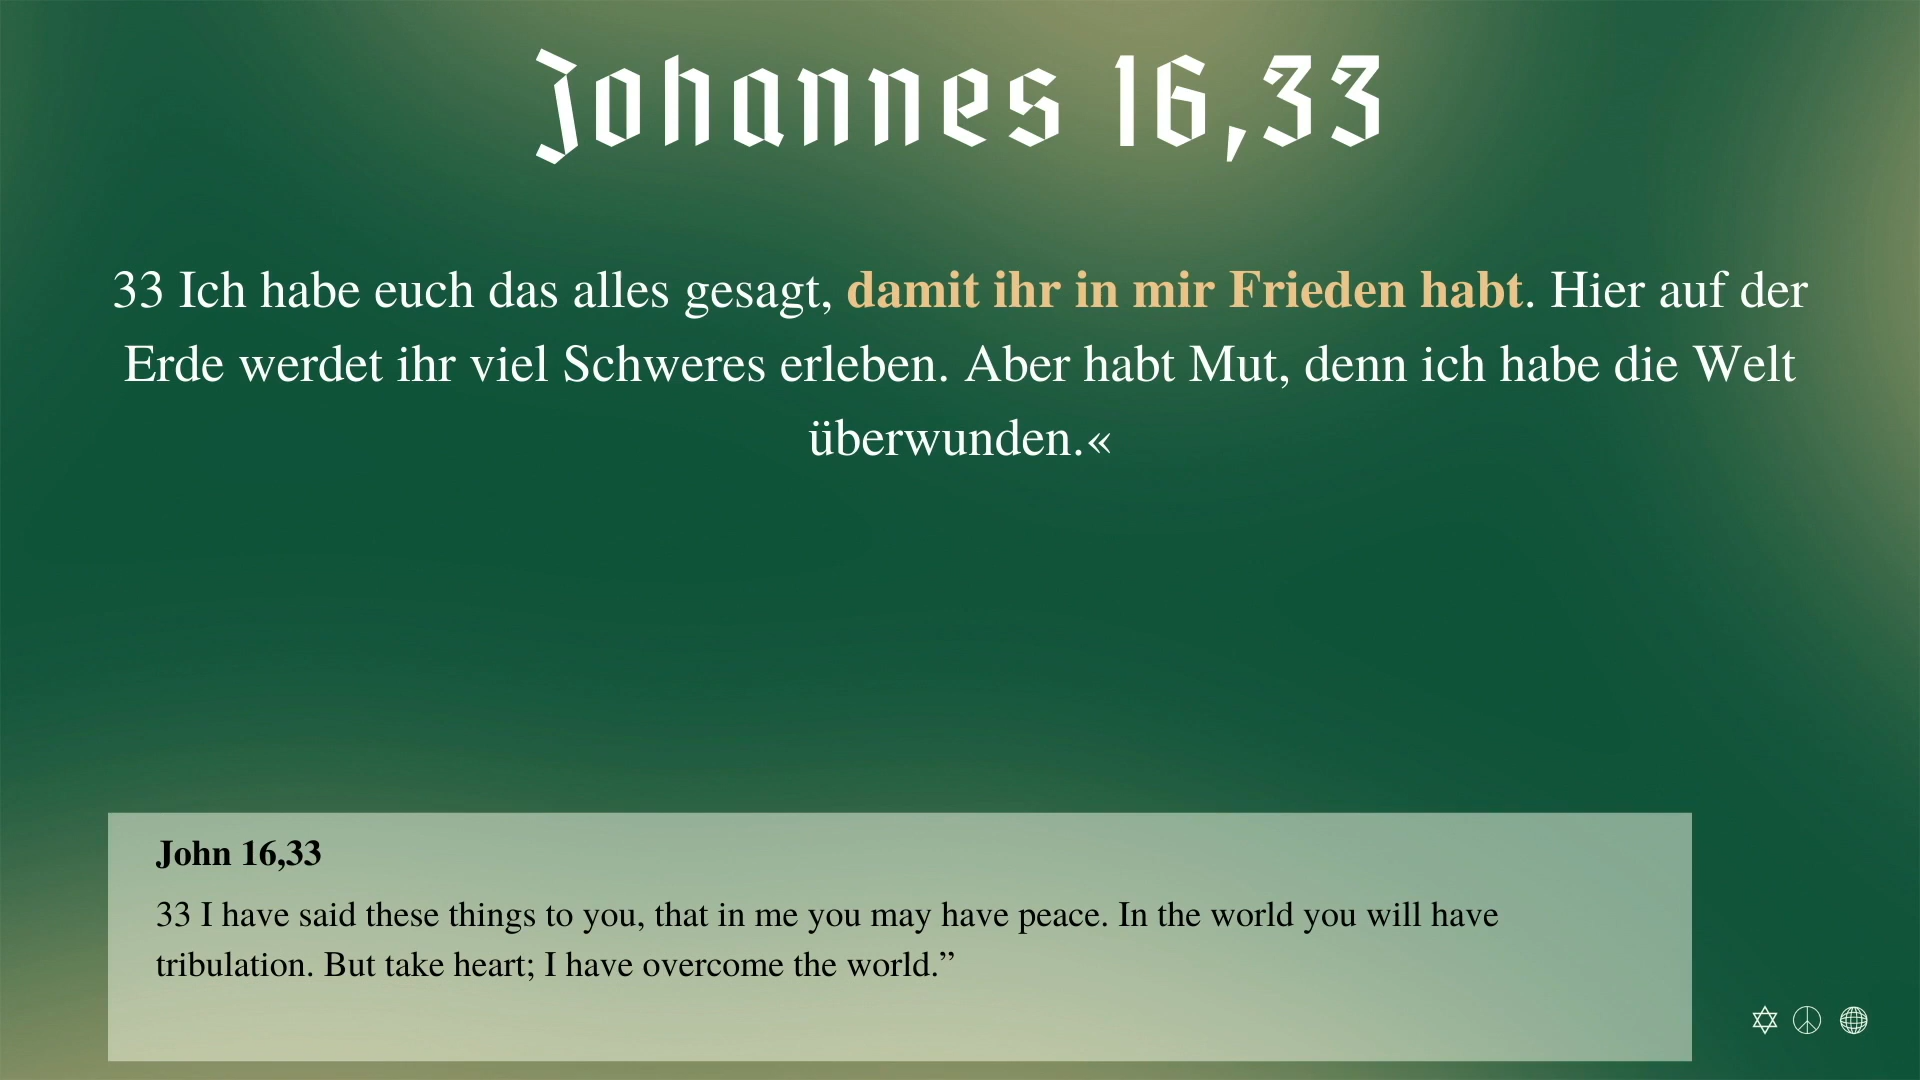 Johannes 16,33
33 Ich habe euch das alles gesagt, damit ihr in mir Frieden habt. Hier auf der
Erde werdet ihr viel Schweres erleben. Aber habt Mut, denn ich habe die Welt
überwunden.«
John 16,33
33 I have said these things to you, that in me you may have peace. In the world you will have
tribulation. But take heart; I have overcome the world.”